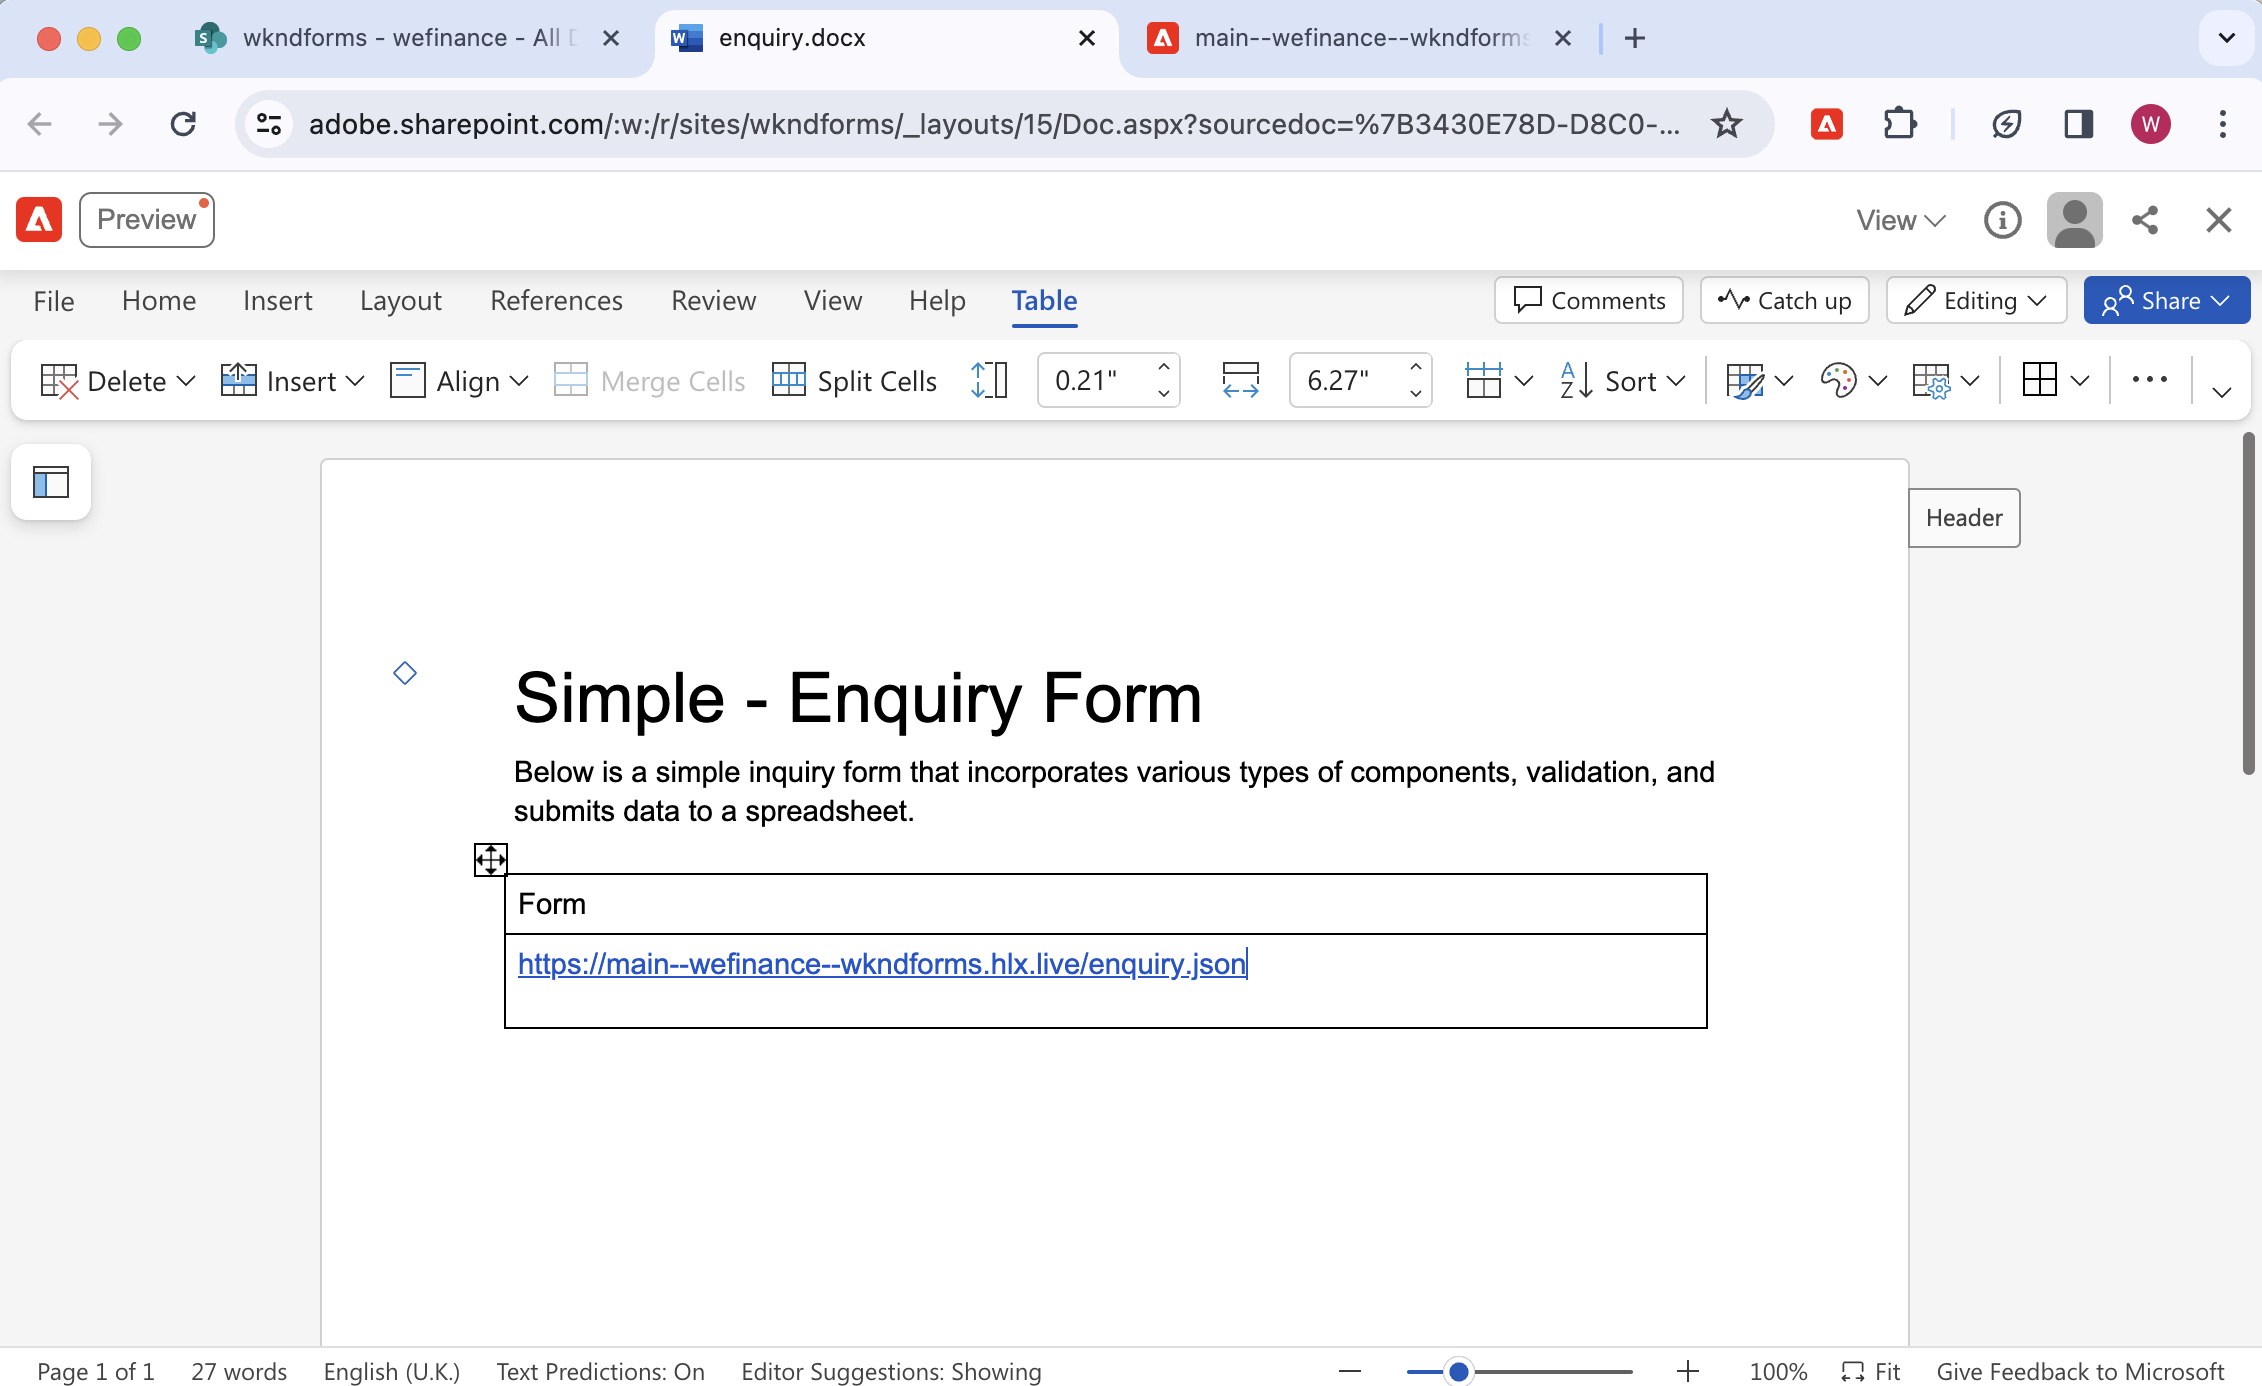 wkndforms - wefinance - All D
enquiry.docx
main--wefinance--wkndforms
adobe.sharepoint.com/:w:/r/sites/wkndforms/_layouts/15/Doc.aspx?sourcedoc=%7B3430E78D-D8C0-...
W
Preview
View
File Home Insert Layout References Review View Help Table
Comments Catch up Editing Share
Delete Insert Align Merge Cells Split Cells 0.21" 6.27" Sort
Header
Simple - Enquiry Form
Below is a simple inquiry form that incorporates various types of components, validation, and
submits data to a spreadsheet.
Form
https://main--wefinance--wkndforms.hlx.live/enquiry.json
Page 1 of 1 27 words English (U.K.) Text Predictions: On Editor Suggestions: Showing 100% Fit Give Feedback to Microsoft